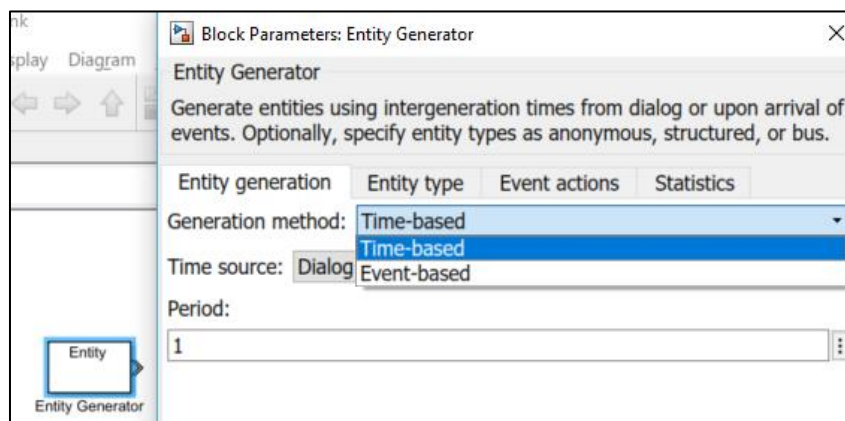 nk
splay Diagram
Block Parameters: Entity Generator
Entity Generator
Generate entities using intergeneration times from dialog or upon arrival of
events. Optionally, specify entity types as anonymous, structured, or bus.
Entity generation Entity type Event actions Statistics
Generation method: Time-based
Time-based
Time source: Dialog
Event-based
Period:
1
Entity
Entity Generator